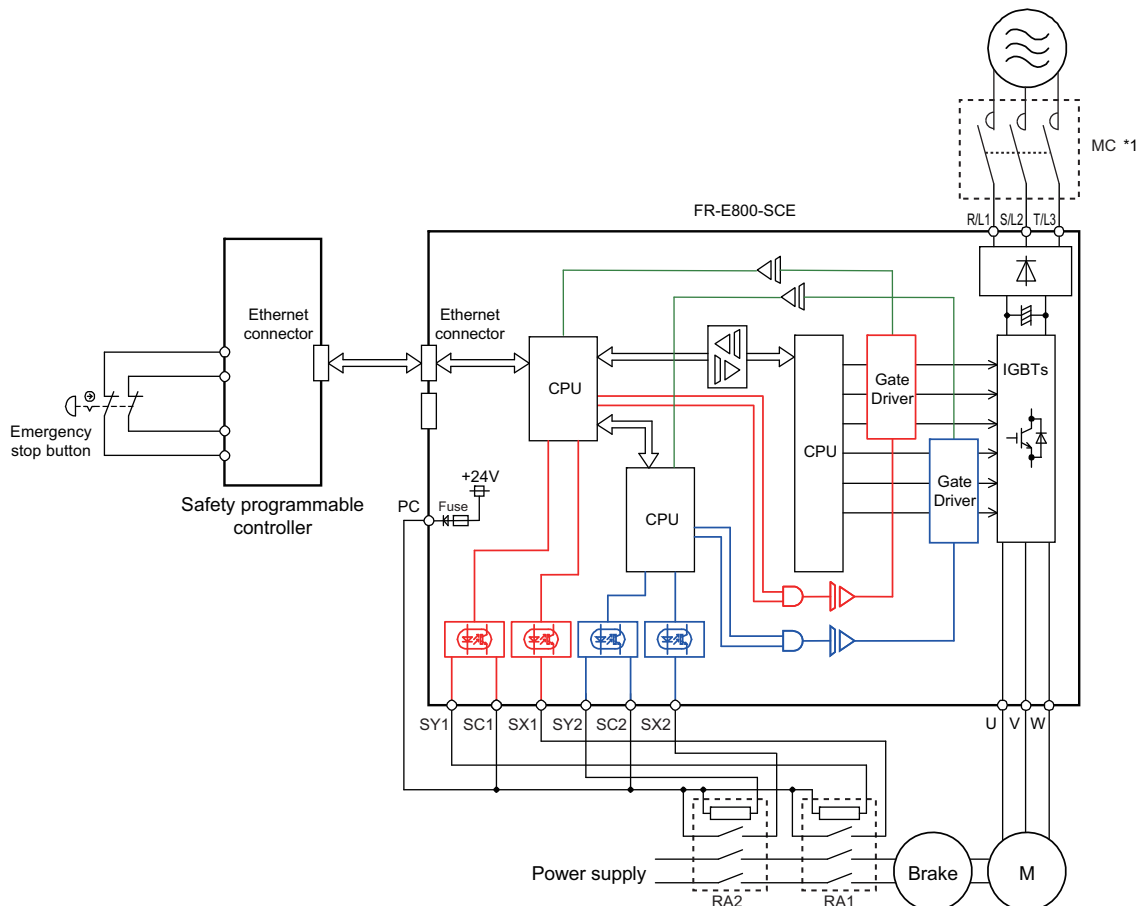 MC *1
FR-E800-SCE
R/L1 S/L2 T/L3
Ethernet
connector
Ethernet
connector
CPU
Gate
Driver
IGBTs
Emergency
stop button
CPU
Gate
Driver
+24V
PC
Fuse
CPU
Safety programmable
controller
SY1 SC1 SX1 SY2 SC2 SX2
U V W
Power supply
Brake
M
RA2
RA1